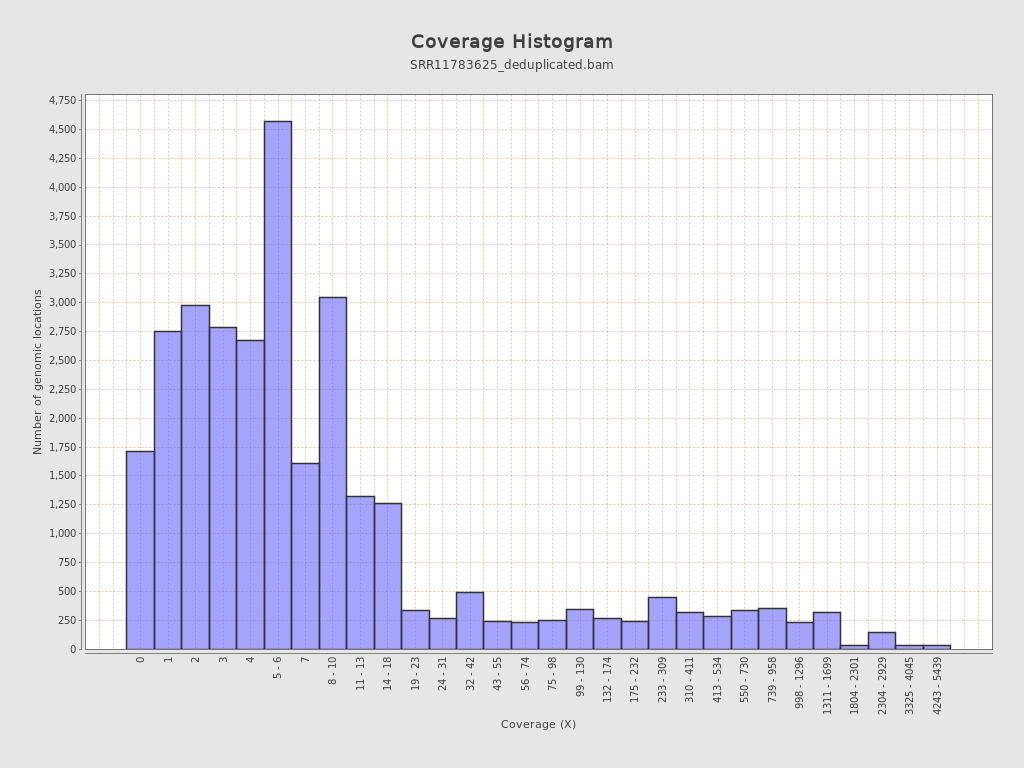 Coverage Histogram
SRR11783625_deduplicated.bam
Number of genomic locations
4,750
4,500
4,250
4,000
3,750
3,500
3,250
3,000
2,750
2,500
2,250
2,000
1,750
1,500
1,250
1,000
750
500
250
0
0
1
2
3
4
5 - 6
7
8 - 10
11 - 13
14 - 18
19 - 23
24 - 31
32 - 42
43 - 55
56 - 74
75 - 98
99 - 130
132 - 174
175 - 232
233 - 309
310 - 411
413 - 534
550 - 730
739 - 958
998 - 1296
1311 - 1699
1804 - 2301
2304 - 2929
3325 - 4045
4243 - 5439
Coverage (X)